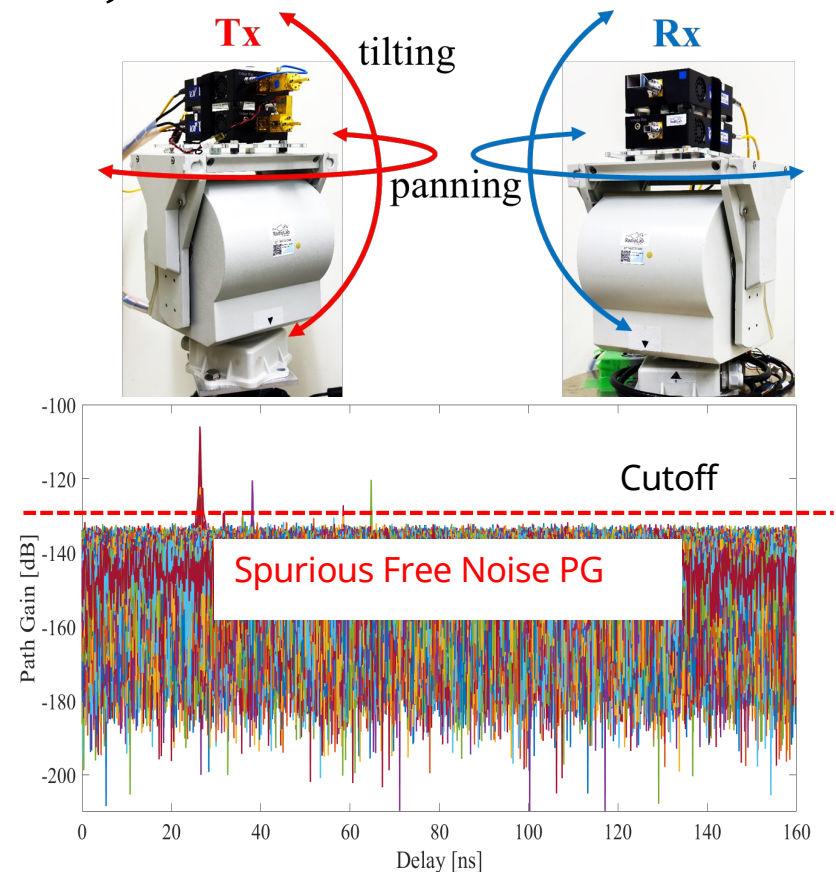 Tx
Rx
tilting
panning
-100
-120
-140
-160
-180
-200
Path Gain [dB]
Cutoff
Spurious Free Noise PG
0
20
40
60
80
100
120
140
160
Delay [ns]